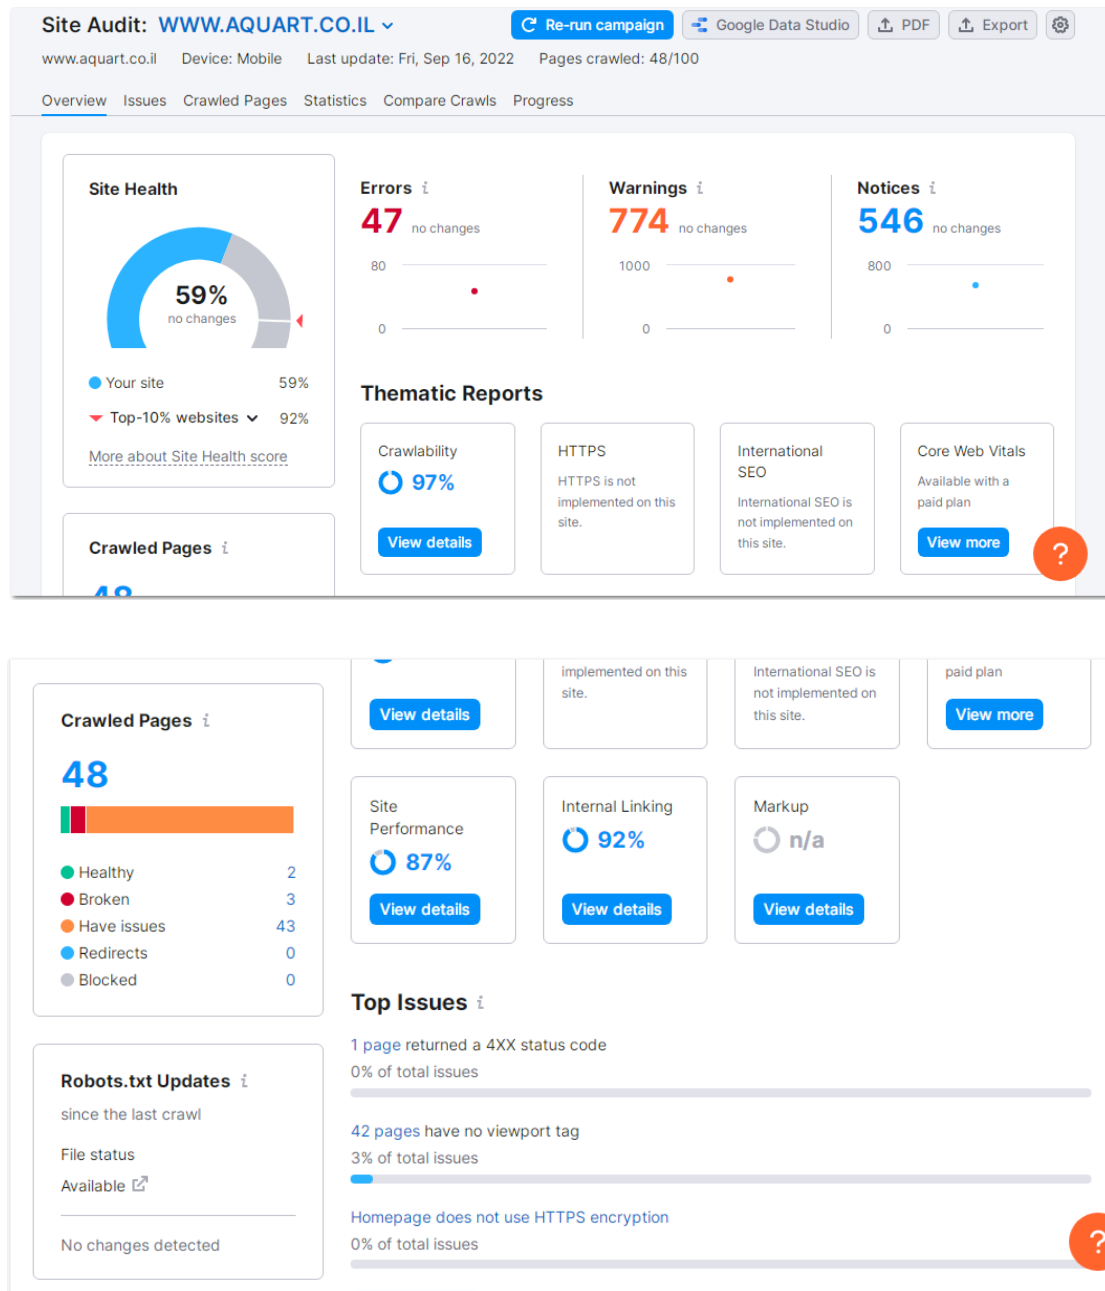 Site Audit: WWW.AQUART.CO.IL
Re-run campaign
Google Data Studio
PDF
Export
www.aquart.co.il Device: Mobile Last update: Fri, Sep 16, 2022 Pages crawled: 48/100
Overview Issues Crawled Pages Statistics Compare Crawls Progress
Site Health
59%
no changes
Your site 59%
Top-10% websites 92%
More about Site Health score
Errors i
47 no changes
80
0
Warnings i
774 no changes
1000
0
Notices i
546 no changes
800
0
Thematic Reports
Crawlability
97%
View details
HTTPS
HTTPS is not
implemented on this
site.
International
SEO
International SEO is
not implemented on
this site.
Core Web Vitals
Available with a
paid plan
View more
?
Crawled Pages i
48
implemented on this
site.
International SEO is
not implemented on
this site.
paid plan
View details
View more
Crawled Pages i
48
Healthy 2
Broken 3
Have issues 43
Redirects 0
Blocked 0
Site
Performance
87%
View details
Internal Linking
92%
View details
Markup
n/a
View details
Robots.txt Updates i
since the last crawl
File status
Available
No changes detected
Top Issues i
1 page returned a 4XX status code
0% of total issues
42 pages have no viewport tag
3% of total issues
Homepage does not use HTTPS encryption
0% of total issues
?